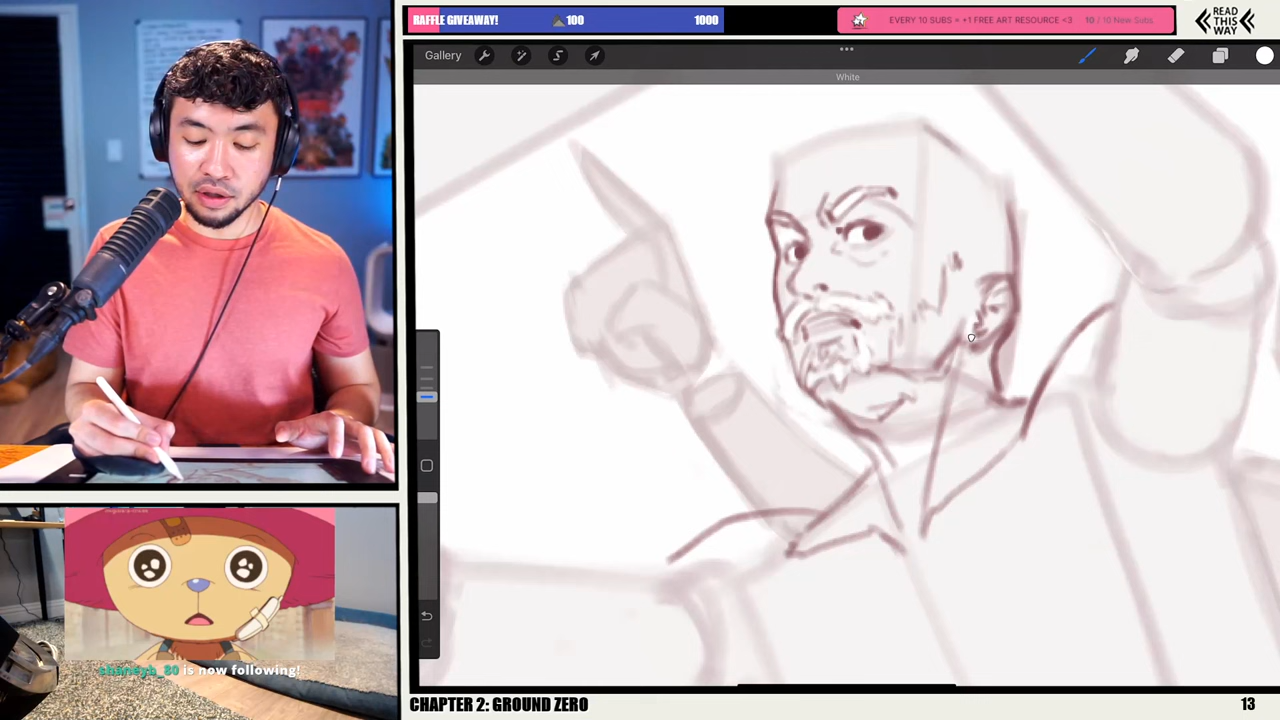 RAFFLE GIVEAWAY! 100 1000
EVERY 10 SUBS = +1 FREE ART RESOURCE <3 10 / 10 New Subs
READ
THIS
WAY
Gallery
White
shaneyb_80 is now following!
CHAPTER 2: GROUND ZERO
13